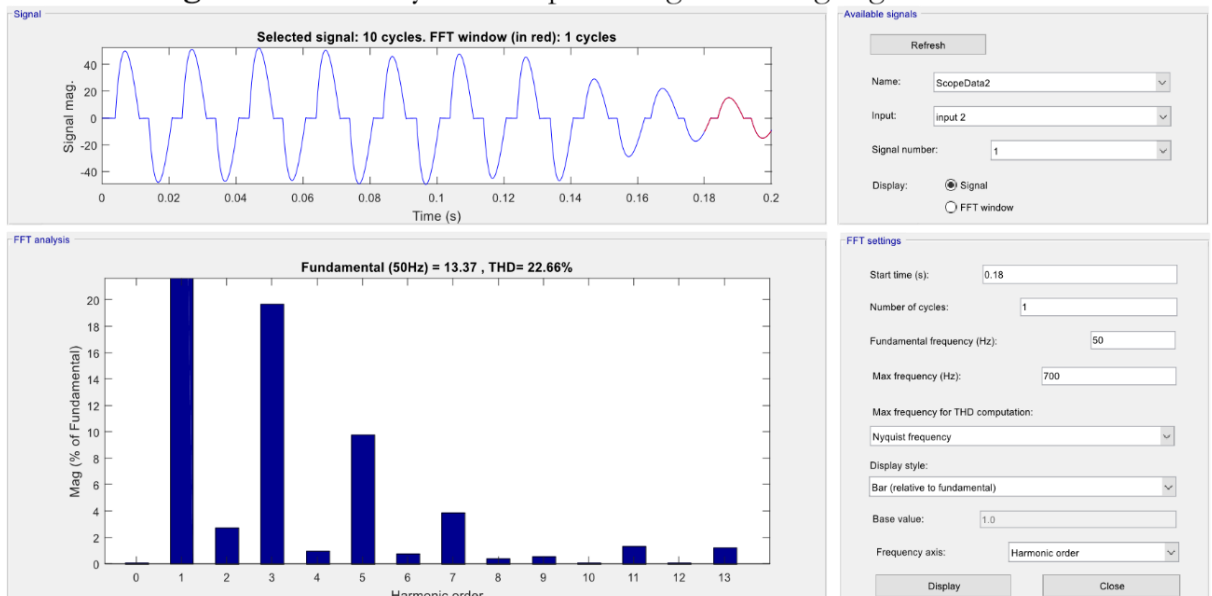 Signal
Selected signal: 10 cycles. FFT window (in red): 1 cycles
40
20
0
-20
-40
Signal mag.
0 0.02 0.04 0.06 0.08 0.1 0.12 0.14 0.16 0.18 0.2
Time (s)
FFT analysis
Fundamental (50Hz) = 13.37 , THD= 22.66%
20
18
16
14
12
10
8
6
4
2
0
Mag (% of Fundamental)
0 1 2 3 4 5 6 7 8 9 10 11 12 13
Harmonic order
Available signals
Refresh
Name: ScopeData2
Input: input 2
Signal number: 1
Display: Signal
FFT window
FFT settings
Start time (s): 0.18
Number of cycles: 1
Fundamental frequency (Hz): 50
Max frequency (Hz): 700
Max frequency for THD computation:
Nyquist frequency
Display style:
Bar (relative to fundamental)
Base value: 1.0
Frequency axis: Harmonic order
Display Close